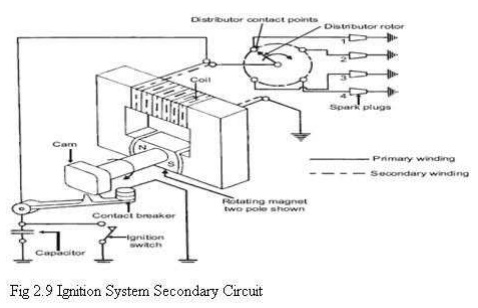 Distributor contact points
Distributor rotor
1
2
3
4
Coil
Spark plugs
Cam
N
S
Primary winding
Secondary winding
Rotating magnet
two pole shown
Contact breaker
Ignition
switch
Capacitor
Fig 2.9 Ignition System Secondary Circuit